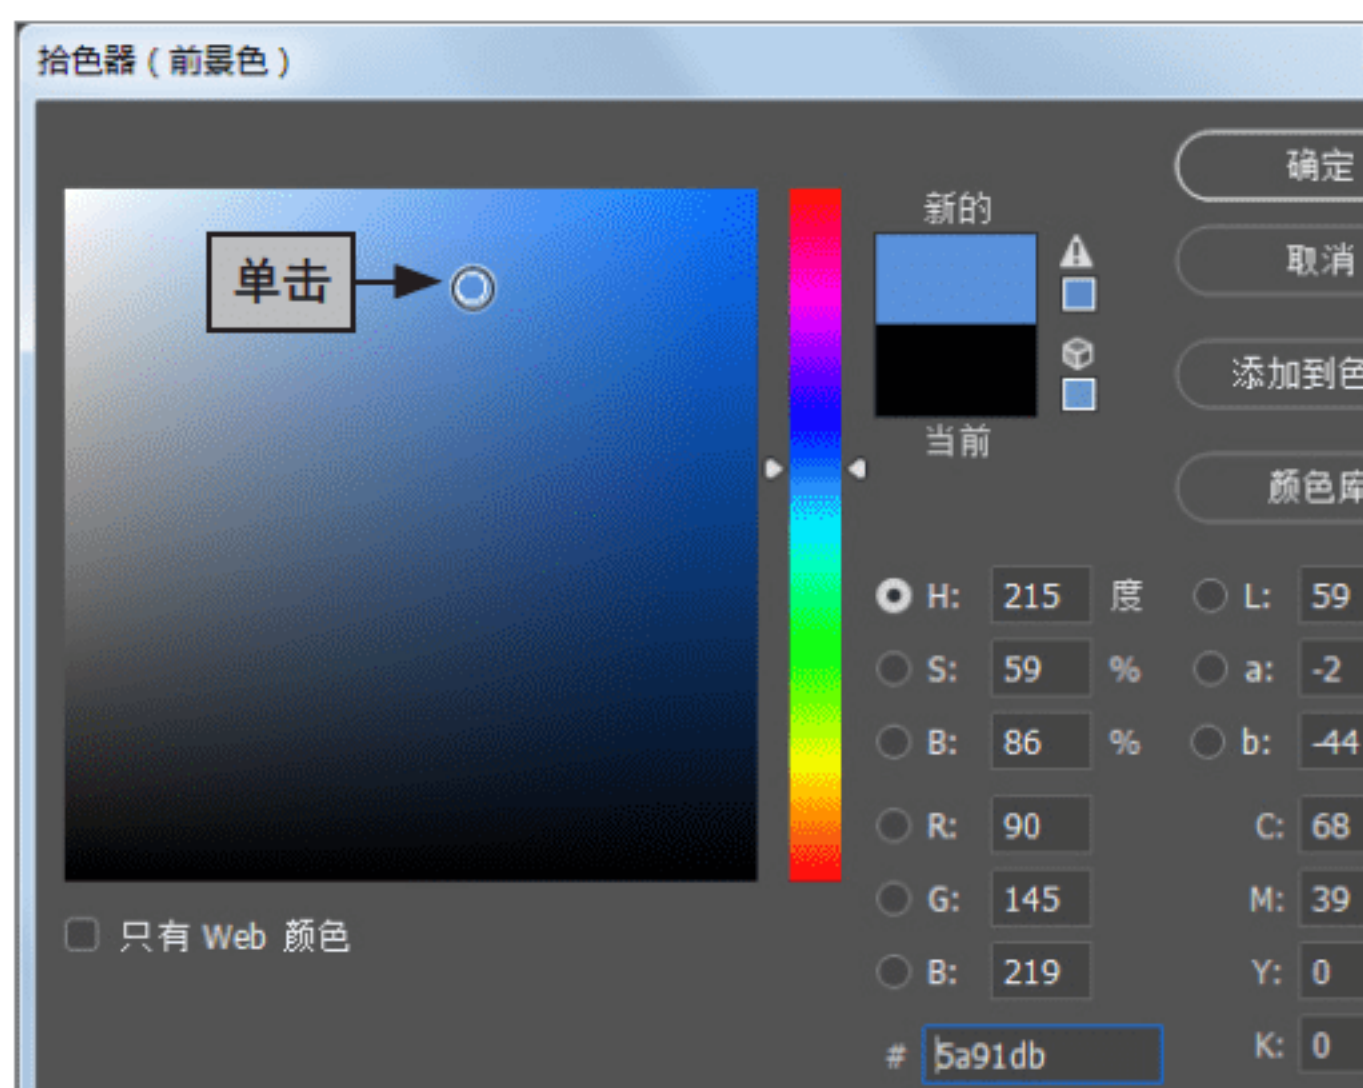 拾色器（前景色）
确定
新的
单击
取消
添加到色
当前
颜色库
H: 215 度 L: 59
S: 59 % a: -2
B: 86 % b: -44
R: 90 C: 68
G: 145 M: 39
只有 Web 颜色
B: 219 Y: 0
# 5a91db K: 0